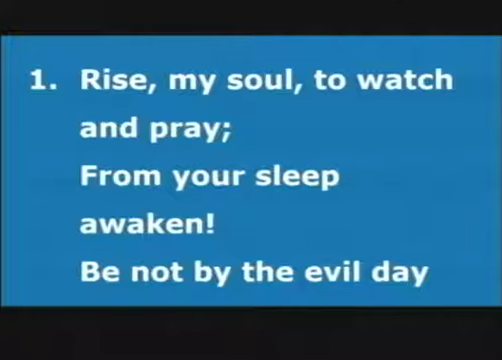 1. Rise, my soul, to watch
and pray;
From your sleep
awaken!
Be not by the evil day